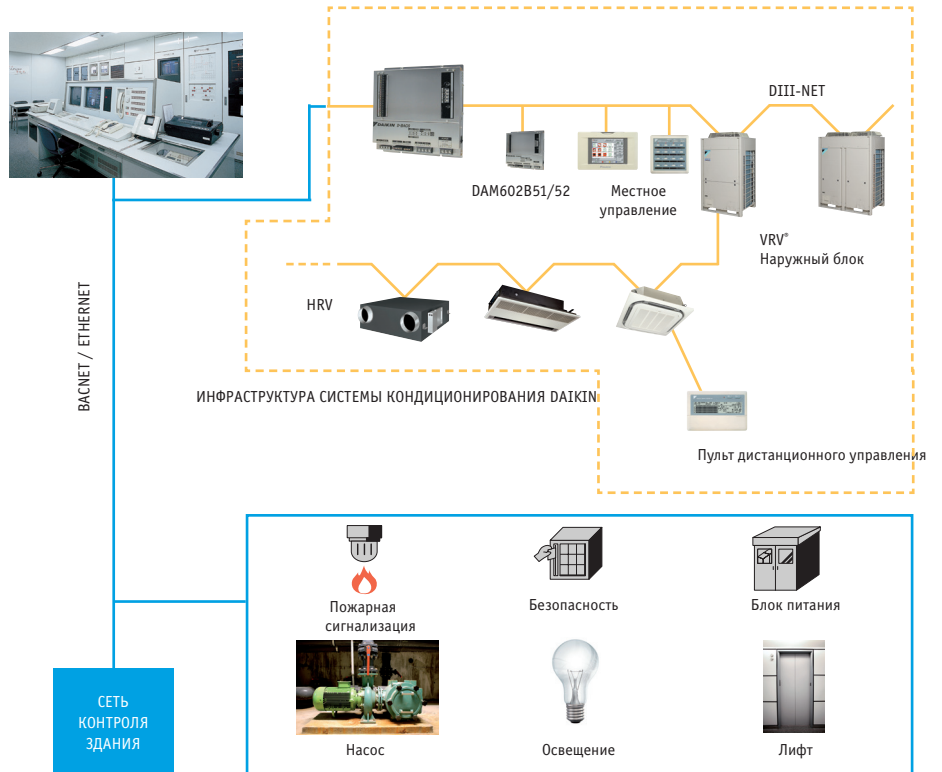 DIII-NET
DAM602B51/52
Местное
управление
VRV®
Наружный блок
HRV
BACNET / ETHERNET
ИНФРАСТРУКТУРА СИСТЕМЫ КОНДИЦИОНИРОВАНИЯ DAIKIN
Пульт дистанционного управления
Пожарная
сигнализация
Безопасность
Блок питания
СЕТЬ
КОНТРОЛЯ
ЗДАНИЯ
Насос
Освещение
Лифт